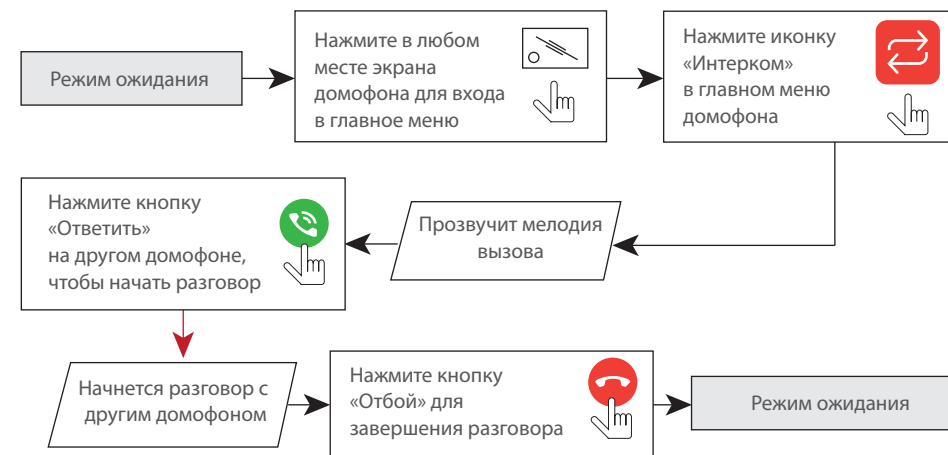 Режим ожидания
Нажмите в любом
месте экрана
домофона для входа
в главное меню
Нажмите иконку
«Интерком»
в главном меню
домофона
Прозвучит мелодия
вызова
Нажмите кнопку
«Ответить»
на другом домофоне,
чтобы начать разговор
Начнется разговор с
другим домофоном
Нажмите кнопку
«Отбой» для
завершения разговора
Режим ожидания